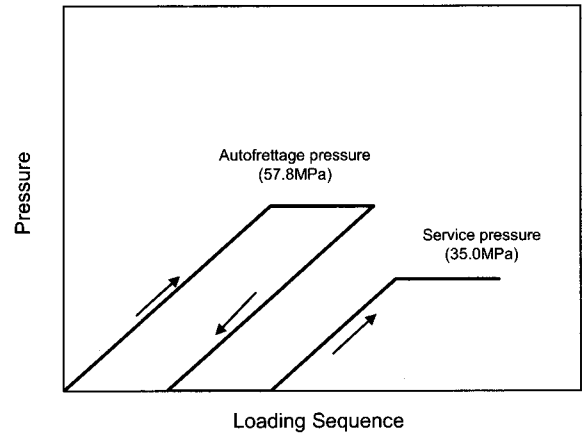 Autofrettage pressure
(57.8MPa)
Service pressure
(35.0MPa)
Pressure
Loading Sequence